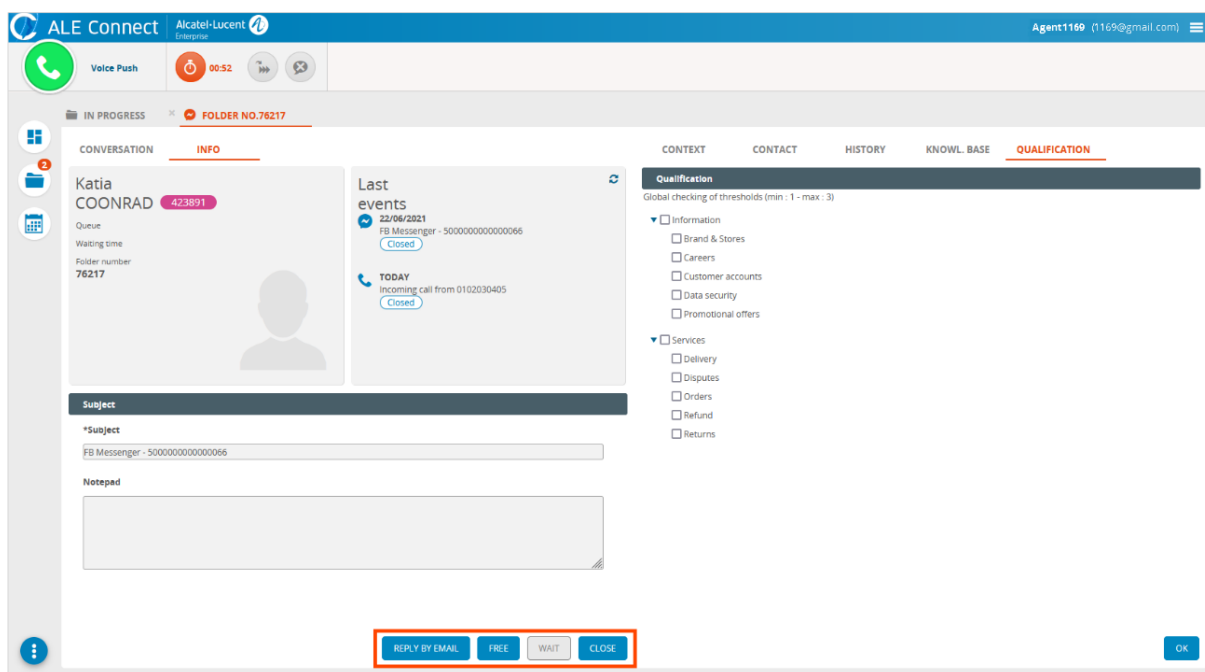 ALE Connect
Alcatel-Lucent
Enterprise
Agent1169 (1169@gmail.com)
Voice Push
00:52
IN PROGRESS
FOLDER NO.76217
2
CONVERSATION
INFO
Katia
COONRAD
423891
Queue
Waiting time
Folder number
76217
Last
events
22/06/2021
FB Messenger - 5000000000000066
Closed
TODAY
Incoming call from 0102030405
Closed
Subject
*Subject
FB Messenger - 5000000000000066
Notepad
REPLY BY EMAIL
FREE
WAIT
CLOSE
CONTEXT
CONTACT
HISTORY
KNOWL. BASE
QUALIFICATION
Qualification
Global checking of thresholds (min : 1 - max : 3)
Information
Brand & Stores
Careers
Customer accounts
Data security
Promotional offers
Services
Delivery
Disputes
Orders
Refund
Returns
OK